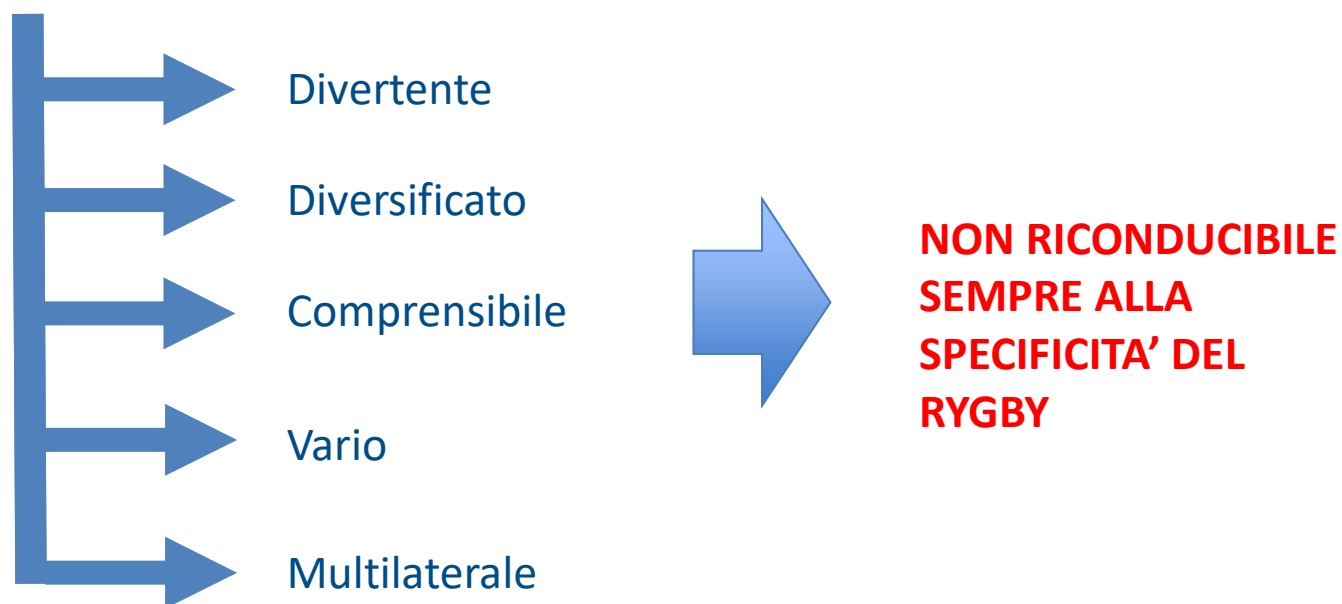 Divertente
Diversificato
Comprensibile
Vario
Multilaterale
NON RICONDUCIBILE
SEMPRE ALLA
SPECIFICITA’ DEL
RYGBY